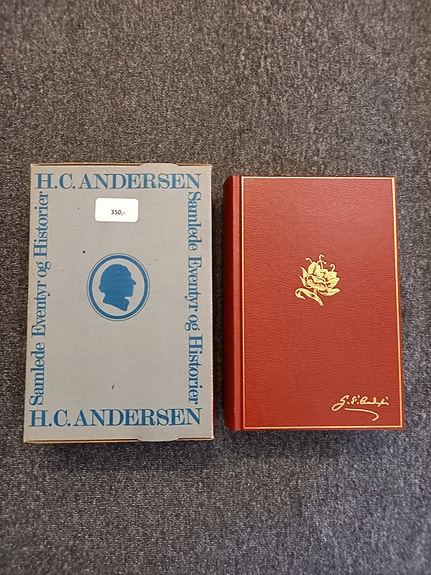 H.C.ANDERSEN
350,-
Samlede Eventyr og Historier
Samlede Eventyr og Historier
H.C.ANDERSEN